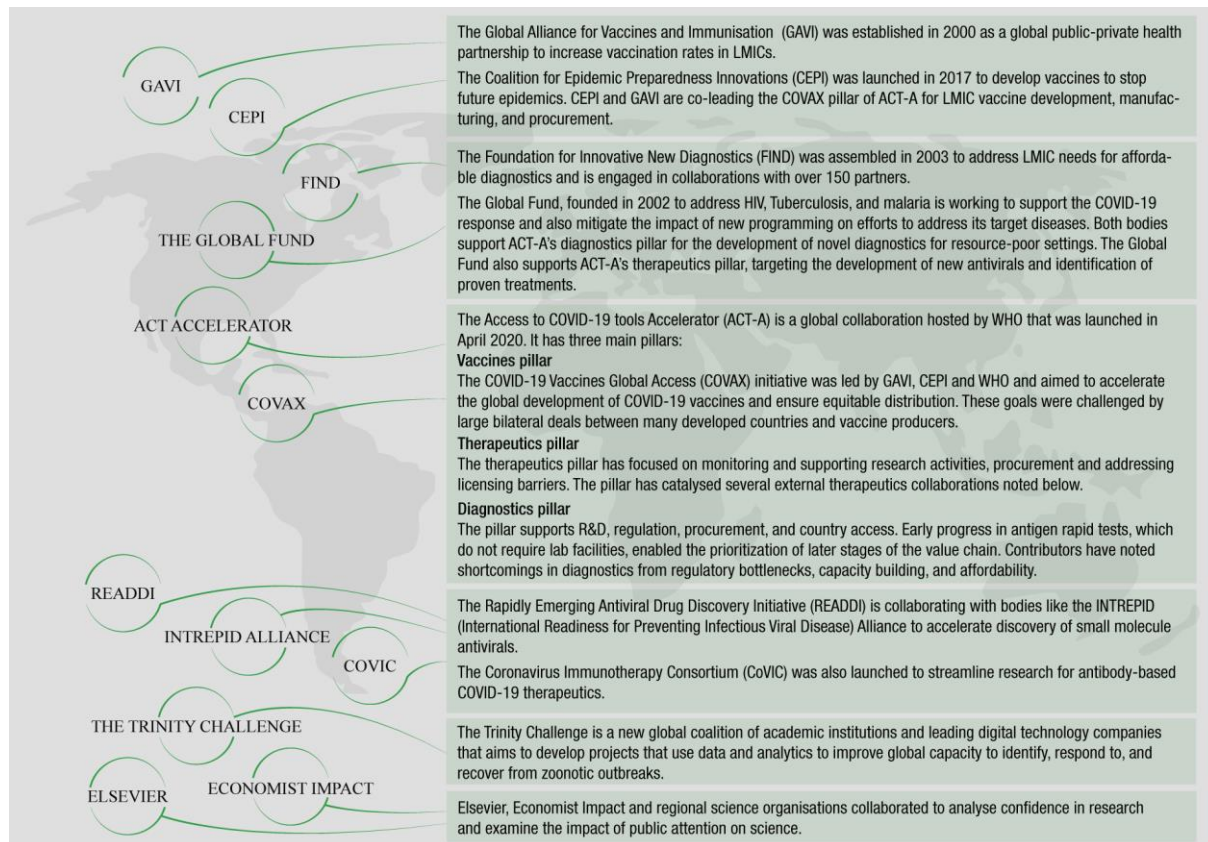 GAVI
CEPI
FIND
THE GLOBAL FUND
ACT ACCELERATOR
COVAX
READDI
INTREPID ALLIANCE
COVIC
THE TRINITY CHALLENGE
ECONOMIST IMPACT
ELSEVIER
The Global Alliance for Vaccines and Immunisation (GAVI) was established in 2000 as a global public-private health
partnership to increase vaccination rates in LMICs.
The Coalition for Epidemic Preparedness Innovations (CEPI) was launched in 2017 to develop vaccines to stop
future epidemics. CEPI and GAVI are co-leading the COVAX pillar of ACT-A for LMIC vaccine development, manufac-
turing, and procurement.
The Foundation for Innovative New Diagnostics (FIND) was assembled in 2003 to address LMIC needs for afforda-
ble diagnostics and is engaged in collaborations with over 150 partners.
The Global Fund, founded in 2002 to address HIV, Tuberculosis, and malaria is working to support the COVID-19
response and also mitigate the impact of new programming on efforts to address its target diseases. Both bodies
support ACT-A's diagnostics pillar for the development of novel diagnostics for resource-poor settings. The Global
Fund also supports ACT-A's therapeutics pillar, targeting the development of new antivirals and identification of
proven treatments.
The Access to COVID-19 tools Accelerator (ACT-A) is a global collaboration hosted by WHO that was launched in
April 2020. It has three main pillars:
Vaccines pillar
The COVID-19 Vaccines Global Access (COVAX) initiative was led by GAVI, CEPI and WHO and aimed to accelerate
the global development of COVID-19 vaccines and ensure equitable distribution. These goals were challenged by
large bilateral deals between many developed countries and vaccine producers.
Therapeutics pillar
The therapeutics pillar has focused on monitoring and supporting research activities, procurement and addressing
licensing barriers. The pillar has catalysed several external therapeutics collaborations noted below.
Diagnostics pillar
The pillar supports R&D, regulation, procurement, and country access. Early progress in antigen rapid tests, which
do not require lab facilities, enabled the prioritization of later stages of the value chain. Contributors have noted
shortcomings in diagnostics from regulatory bottlenecks, capacity building, and affordability.
The Rapidly Emerging Antiviral Drug Discovery Initiative (READDI) is collaborating with bodies like the INTREPID
(International Readiness for Preventing Infectious Viral Disease) Alliance to accelerate discovery of small molecule
antivirals.
The Coronavirus Immunotherapy Consortium (CoVIC) was also launched to streamline research for antibody-based
COVID-19 therapeutics.
The Trinity Challenge is a new global coalition of academic institutions and leading digital technology companies
that aims to develop projects that use data and analytics to improve global capacity to identify, respond to, and
recover from zoonotic outbreaks.
Elsevier, Economist Impact and regional science organisations collaborated to analyse confidence in research
and examine the impact of public attention on science.